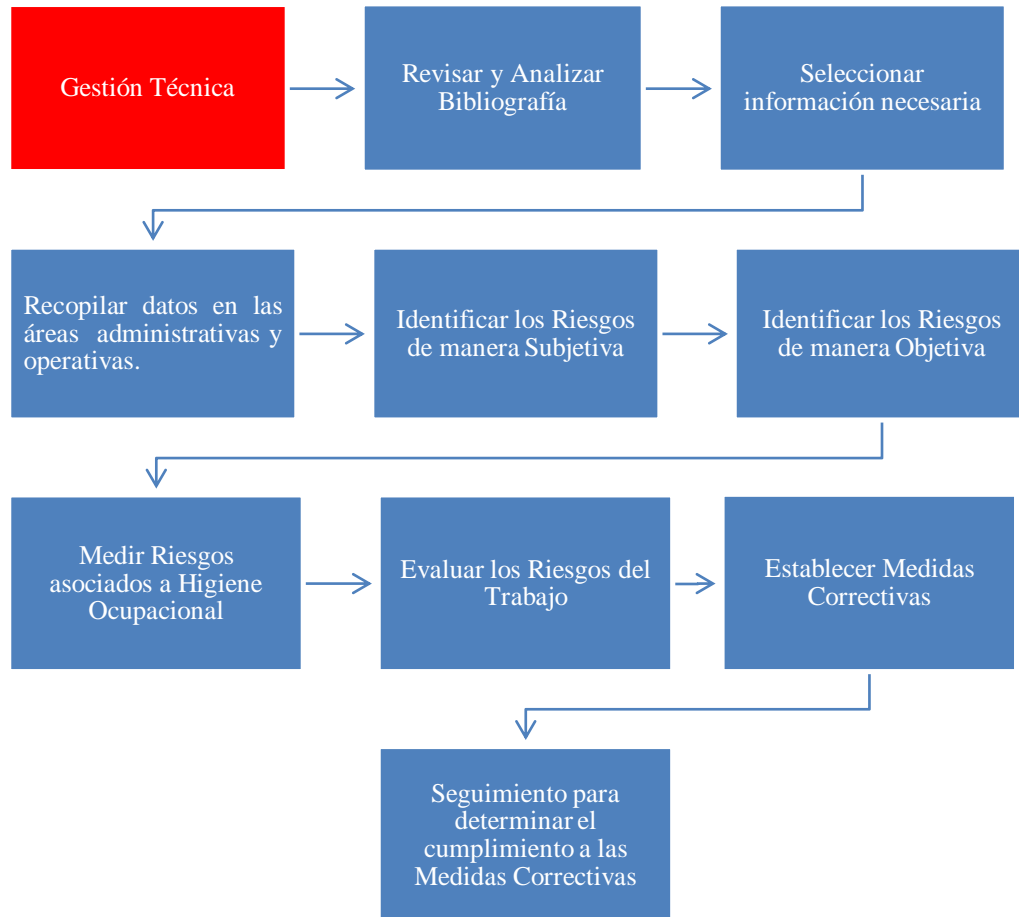 Gestión Técnica
Revisar y Analizar
Bibliografía
Seleccionar
información necesaria
Recopilar datos en las
áreas administrativas y
operativas.
Identificar los Riesgos
de manera Subjetiva
Identificar los Riesgos
de manera Objetiva
Medir Riesgos
asociados a Higiene
Ocupacional
Evaluar los Riesgos del
Trabajo
Establecer Medidas
Correctivas
Seguimiento para
determinar el
cumplimiento a las
Medidas Correctivas